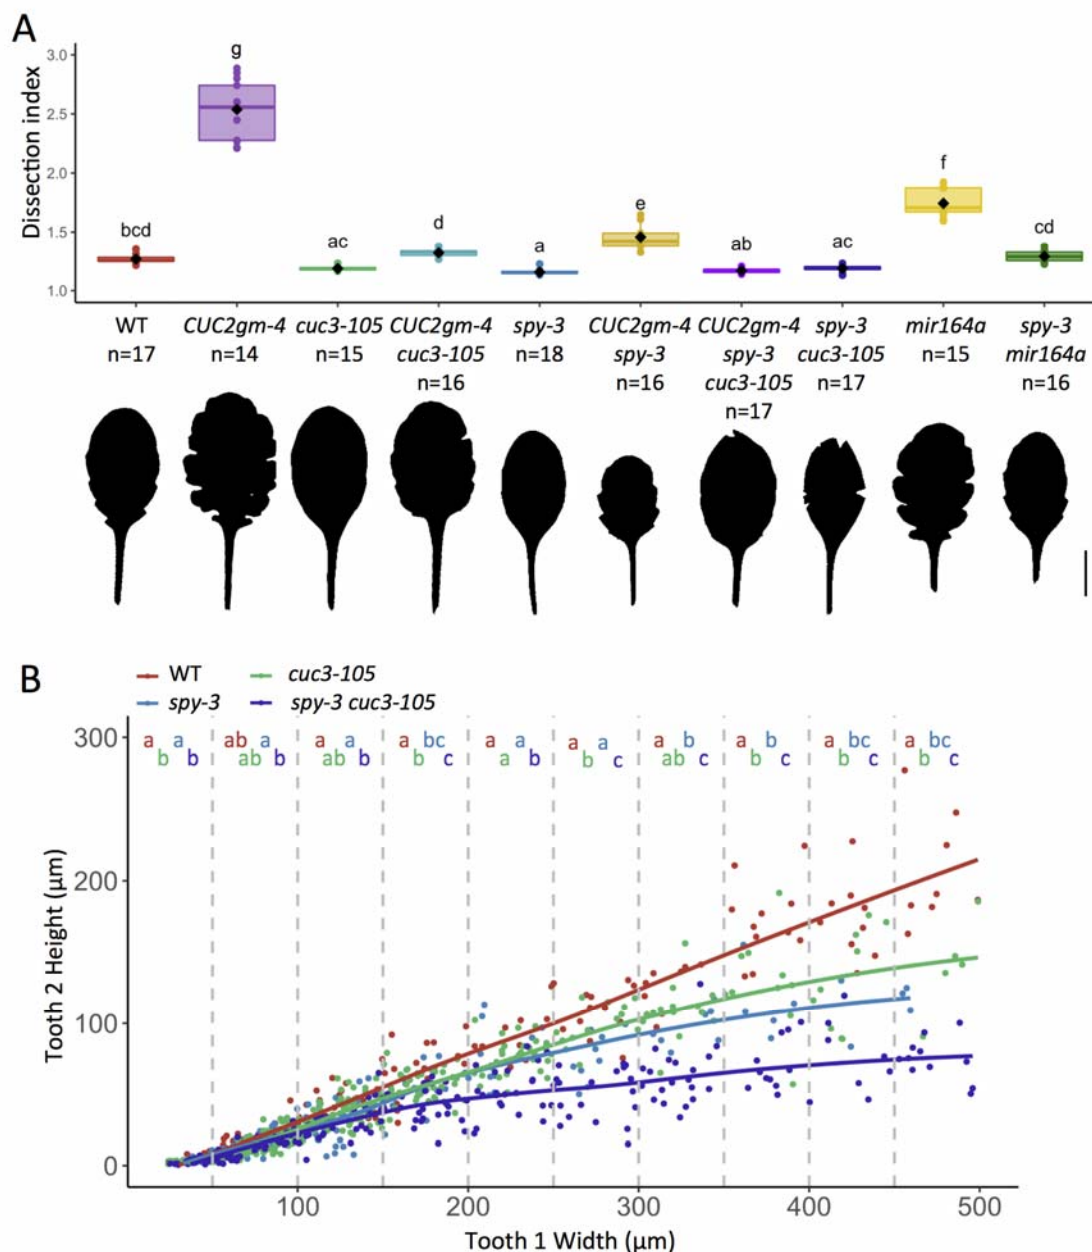 A
Dissection index
3.0
2.5
2.0
1.5
1.0
bcd
g
ac
d
a
e
ab
ac
f
cd
WT
n=17
CUC2gm-4
n=14
cuc3-105
n=15
CUC2gm-4
cuc3-105
n=16
spy-3
n=18
CUC2gm-4
spy-3
n=16
CUC2gm-4
spy-3
cuc3-105
n=17
spy-3
cuc3-105
n=17
mir164a
n=15
spy-3
mir164a
n=16
B
WT
cuc3-105
spy-3
spy-3 cuc3-105
a a ab a a a a bc a a a a a b a b a bc a bc
b b ab b ab b b c a b b c ab c b c b c b c
300
200
100
0
Tooth 2 Height (µm)
100 200 300 400 500
Tooth 1 Width (µm)